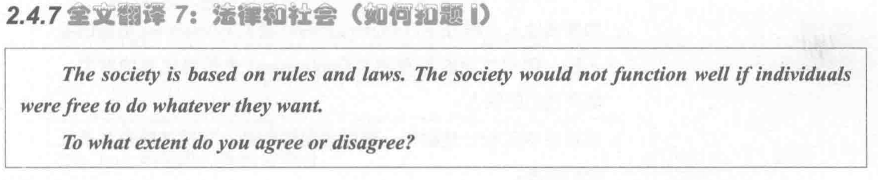 2.4.7 全文翻译 7：法律和社会（如何扣题 I）
The society is based on rules and laws. The society would not function well if individuals
were free to do whatever they want.
To what extent do you agree or disagree?